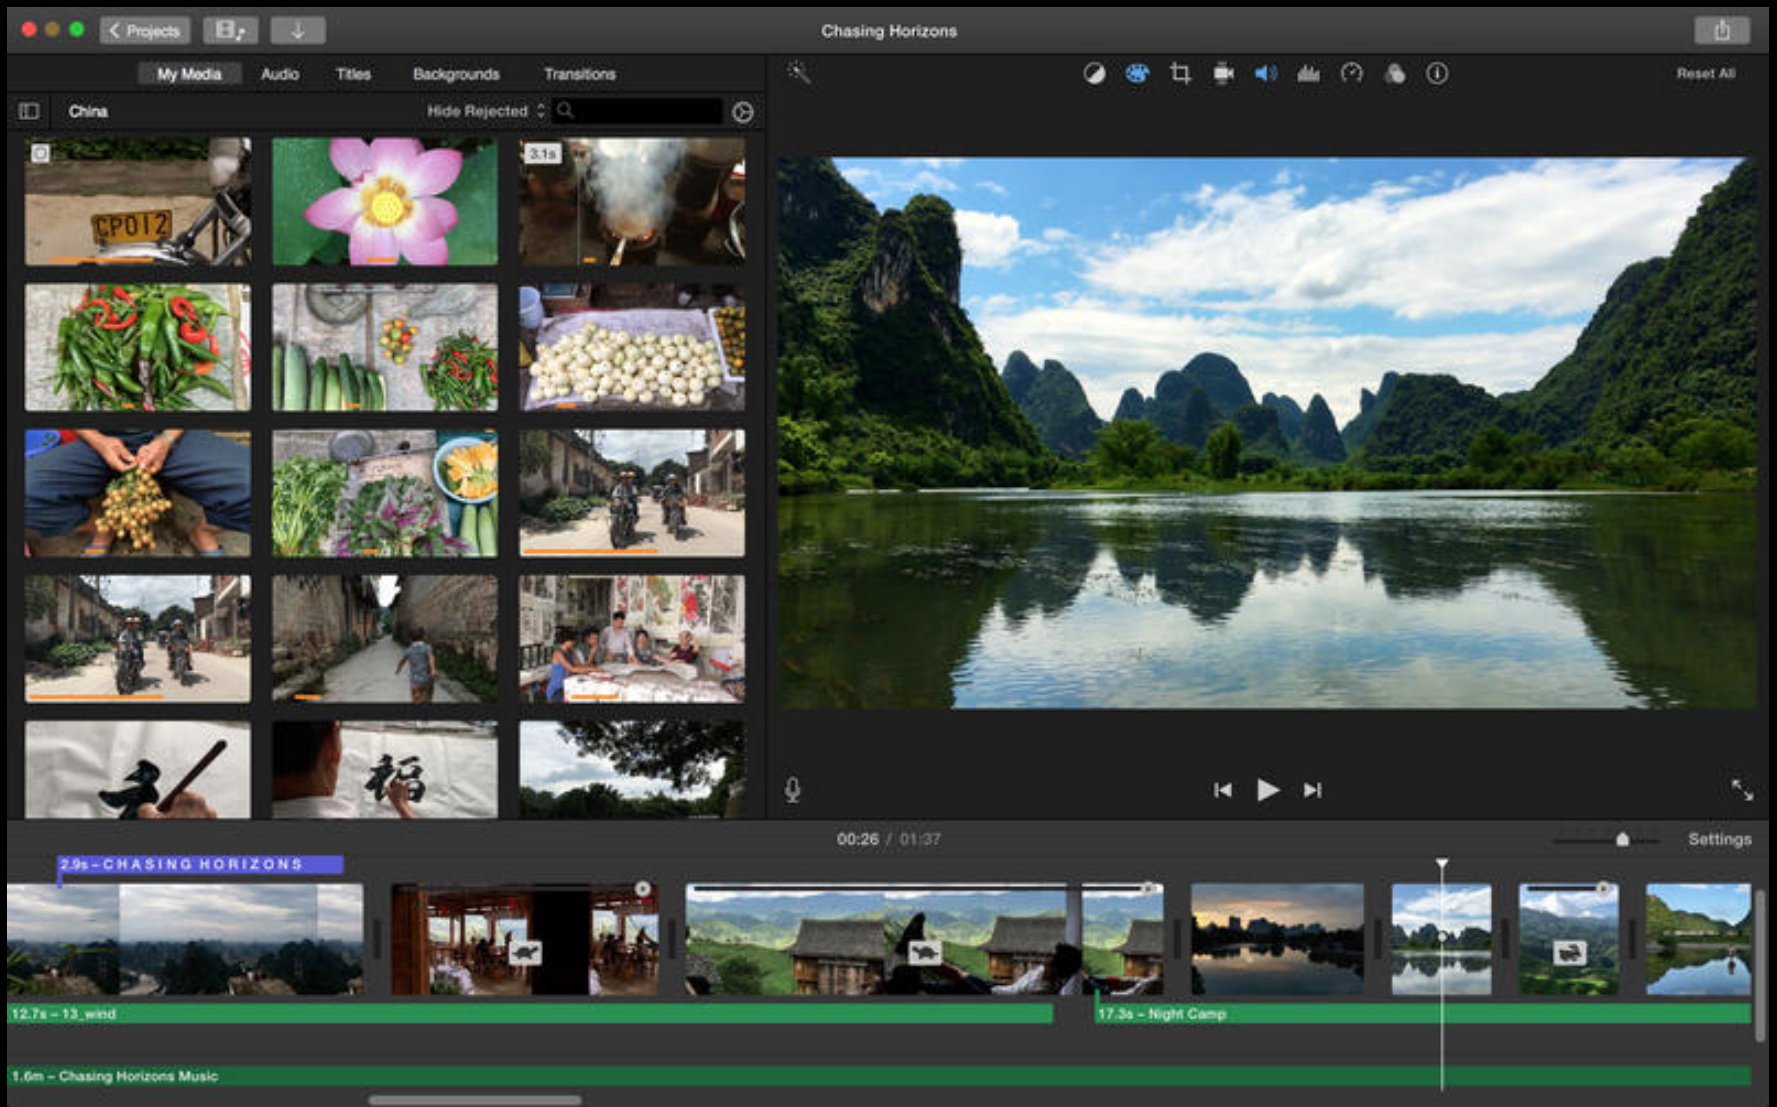 Projects
Chasing Horizons
My Media
Audio
Titles
Backgrounds
Transitions
Reset All
China
Hide Rejected
CP012
3.1s
福
00:26 / 01:37
Settings
2.9s – CHASING HORIZONS
12.7s – 13_wind
17.3s – Night Camp
1.6m – Chasing Horizons Music